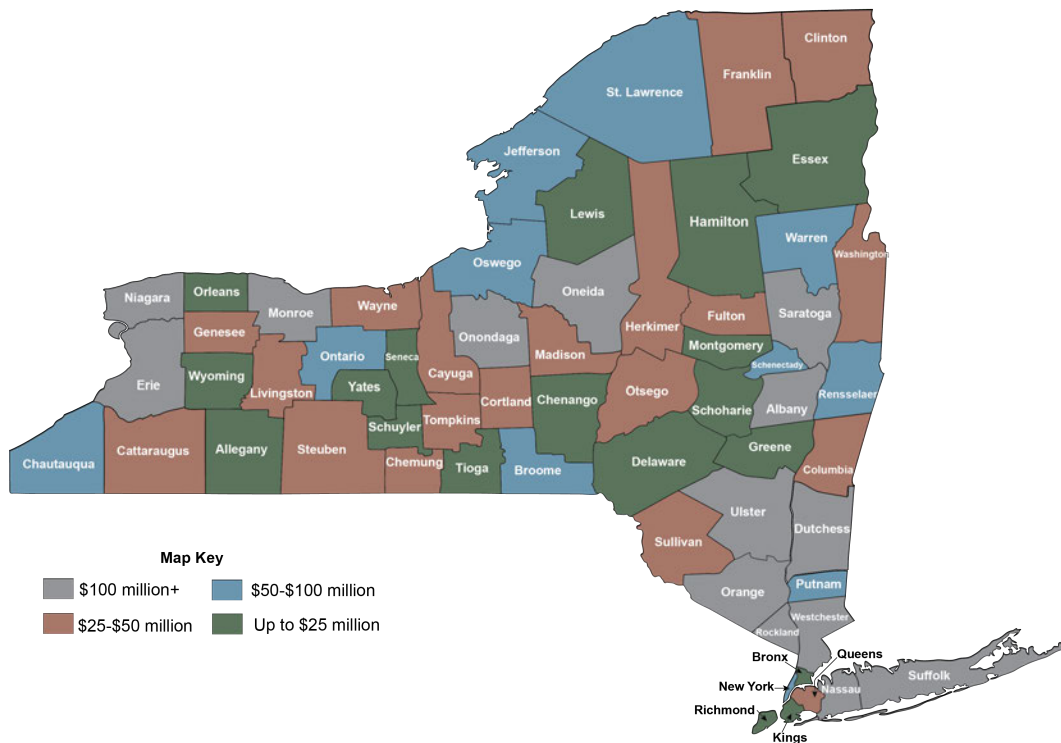 Clinton
Franklin
St. Lawrence
Jefferson
Essex
Lewis
Hamilton
Warren
Washington
Oswego
Oneida
Niagara
Orleans
Monroe
Wayne
Onondaga
Herkimer
Fulton
Saratoga
Genesee
Madison
Montgomery
Ontario
Seneca
Schenectady
Cayuga
Erie
Wyoming
Livingston
Yates
Otsego
Rensselaer
Cortland
Chenango
Schoharie
Albany
Tompkins
Schuyler
Chautauqua
Cattaraugus
Allegany
Steuben
Chemung
Tioga
Broome
Delaware
Greene
Columbia
Ulster
Dutchess
Sullivan
Map Key
$100 million+
$50-$100 million
$25-$50 million
Up to $25 million
Orange
Putnam
Westchester
Rockland
Bronx
Queens
New York
Nassau
Suffolk
Richmond
Kings